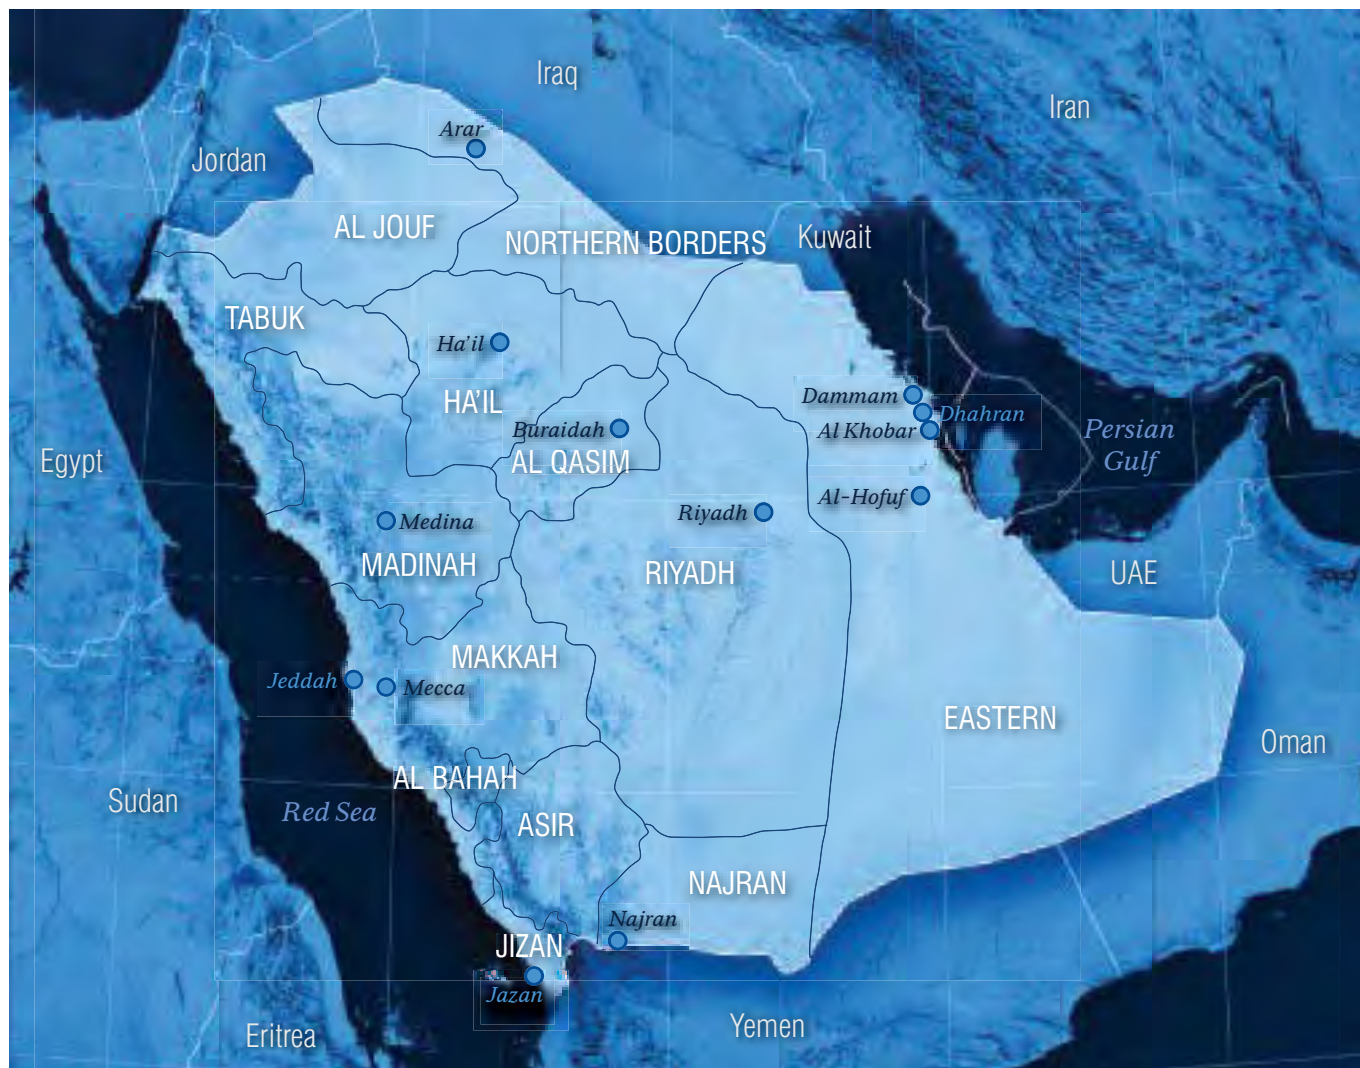 Iraq
Iran
Arar
Jordan
AL JOUF
NORTHERN BORDERS
Kuwait
TABUK
Ha'il
HA'IL
Dammam
Dhahran
Buraidah
Al Khobar
Persian
Gulf
Egypt
AL QASIM
Al-Hofuf
Medina
Riyadh
MADINAH
RIYADH
UAE
MAKKAH
Jeddah
Mecca
EASTERN
Oman
AL BAHAH
Sudan
Red Sea
ASIR
NAJRAN
Najran
JIZAN
Jazan
Eritrea
Yemen